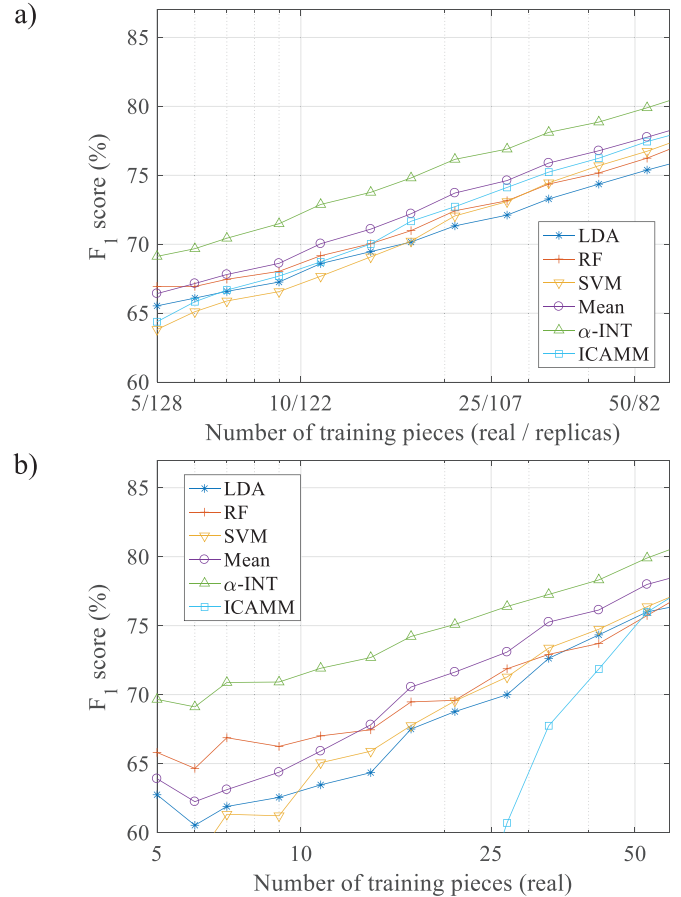 a)
85
80
75
70
65
60
F1 score (%)
5/128
10/122
25/107
50/82
Number of training pieces (real / replicas)
LDA
RF
SVM
Mean
α-INT
ICAMM
b)
85
80
75
70
65
60
F1 score (%)
5
10
25
50
Number of training pieces (real)
LDA
RF
SVM
Mean
α-INT
ICAMM